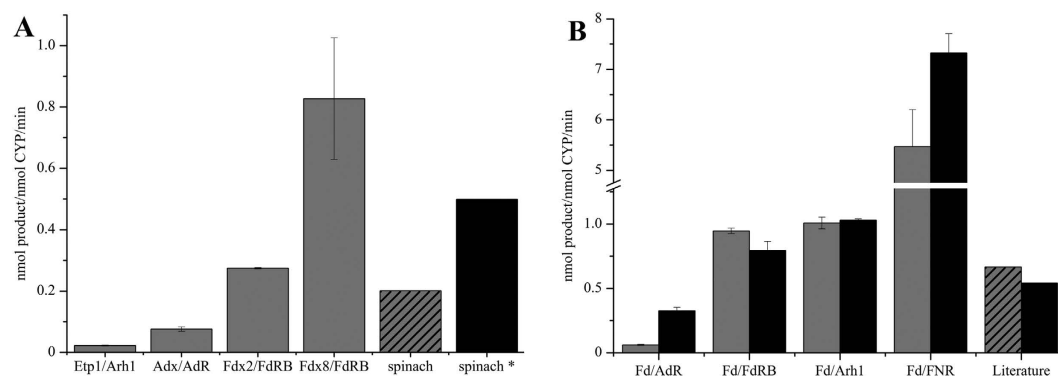 A
nmol product/nmol CYP/min
1.0
0.8
0.6
0.4
0.2
0
Etp1/Arh1 Adx/AdR Fdx2/FdRB Fdx8/FdRB spinach spinach *
B
nmol product/nmol CYP/min
8
7
6
5
1.0
0.5
0
Fd/AdR Fd/FdRB Fd/Arh1 Fd/FNR Literature